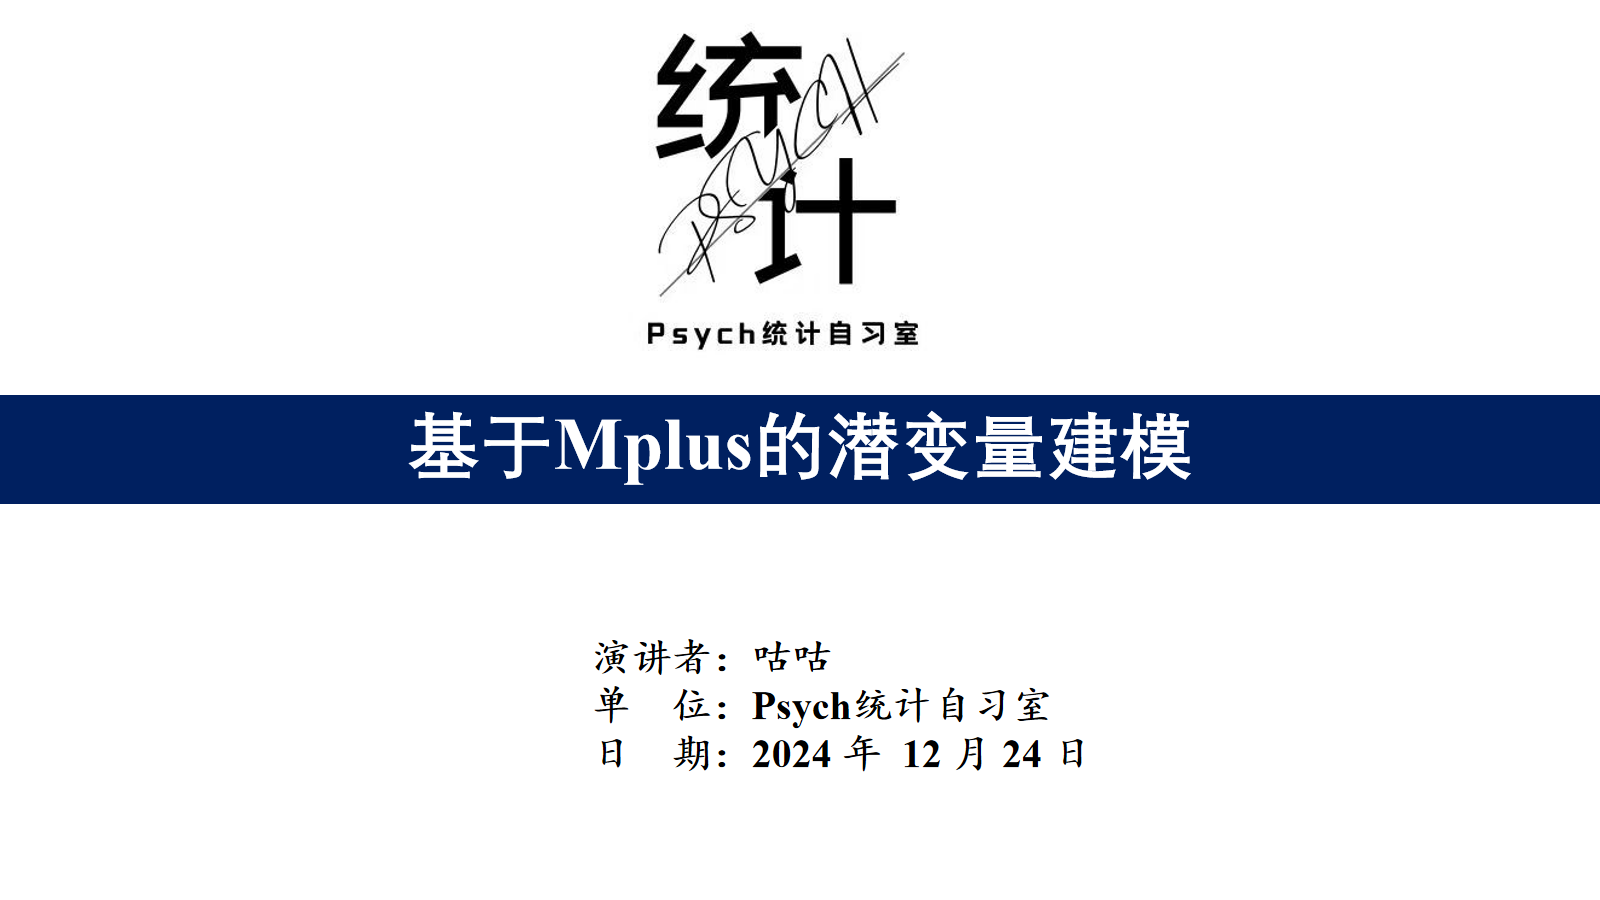 统计
Psych
Psych统计自习室
基于Mplus的潜变量建模
演讲者：咕咕
单 位：Psych统计自习室
日 期：2024 年 12 月 24 日